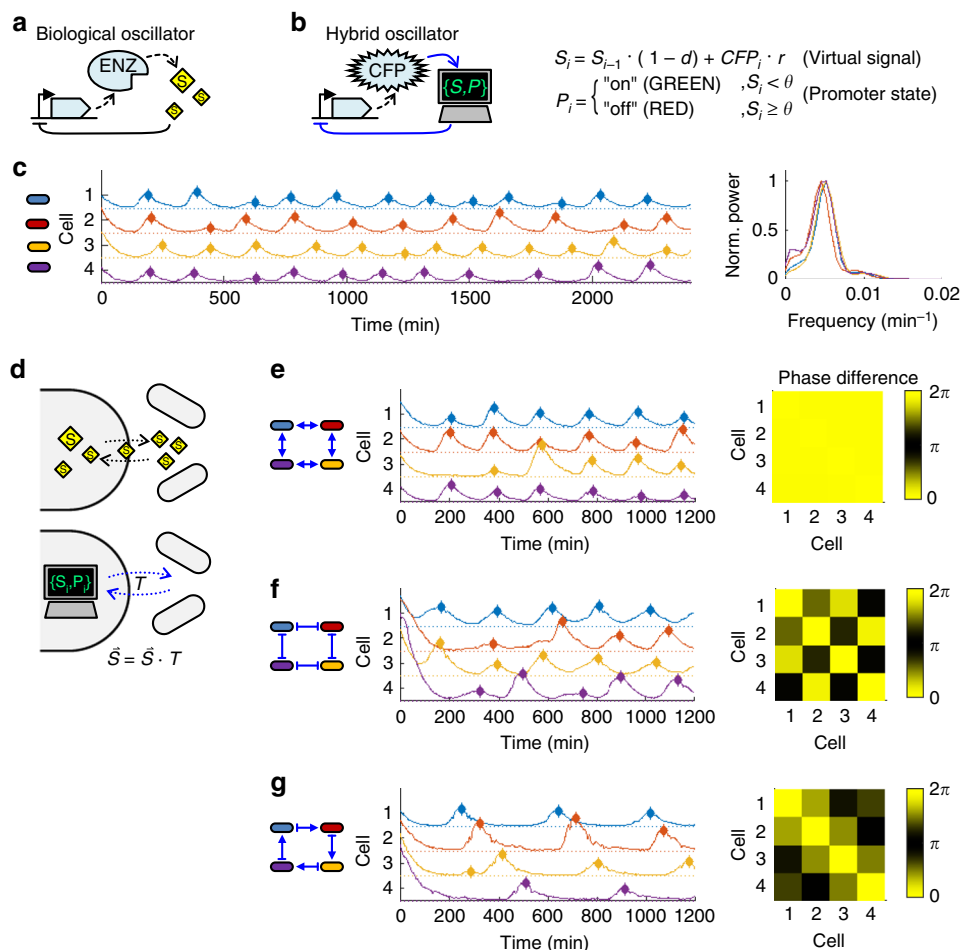 a
Biological oscillator
ENZ
S
S
S
b
Hybrid oscillator
CFP
{S,P}
S_i = S_{i–1} · ( 1 – d) + CFP_i · r (Virtual signal)
P_i = { "on" (GREEN) ,S_i < θ
"off" (RED) ,S_i ≥ θ
(Promoter state)
c
Cell
1
2
3
4
0 500 1000 1500 2000
Time (min)
Norm. power
1
0.5
0
0 0.01 0.02
Frequency (min⁻¹)
d
S
S
S
S
S
S
S
{S_i,P_i}
T
S⃗ = S⃗ · T
e
Cell
1
2
3
4
0 200 400 600 800 1000 1200
Time (min)
Phase difference
Cell
1
2
3
4
1 2 3 4
Cell
2π
π
0
f
Cell
1
2
3
4
0 200 400 600 800 1000 1200
Time (min)
Cell
1
2
3
4
1 2 3 4
Cell
2π
π
0
g
Cell
1
2
3
4
0 200 400 600 800 1000 1200
Time (min)
Cell
1
2
3
4
1 2 3 4
Cell
2π
π
0